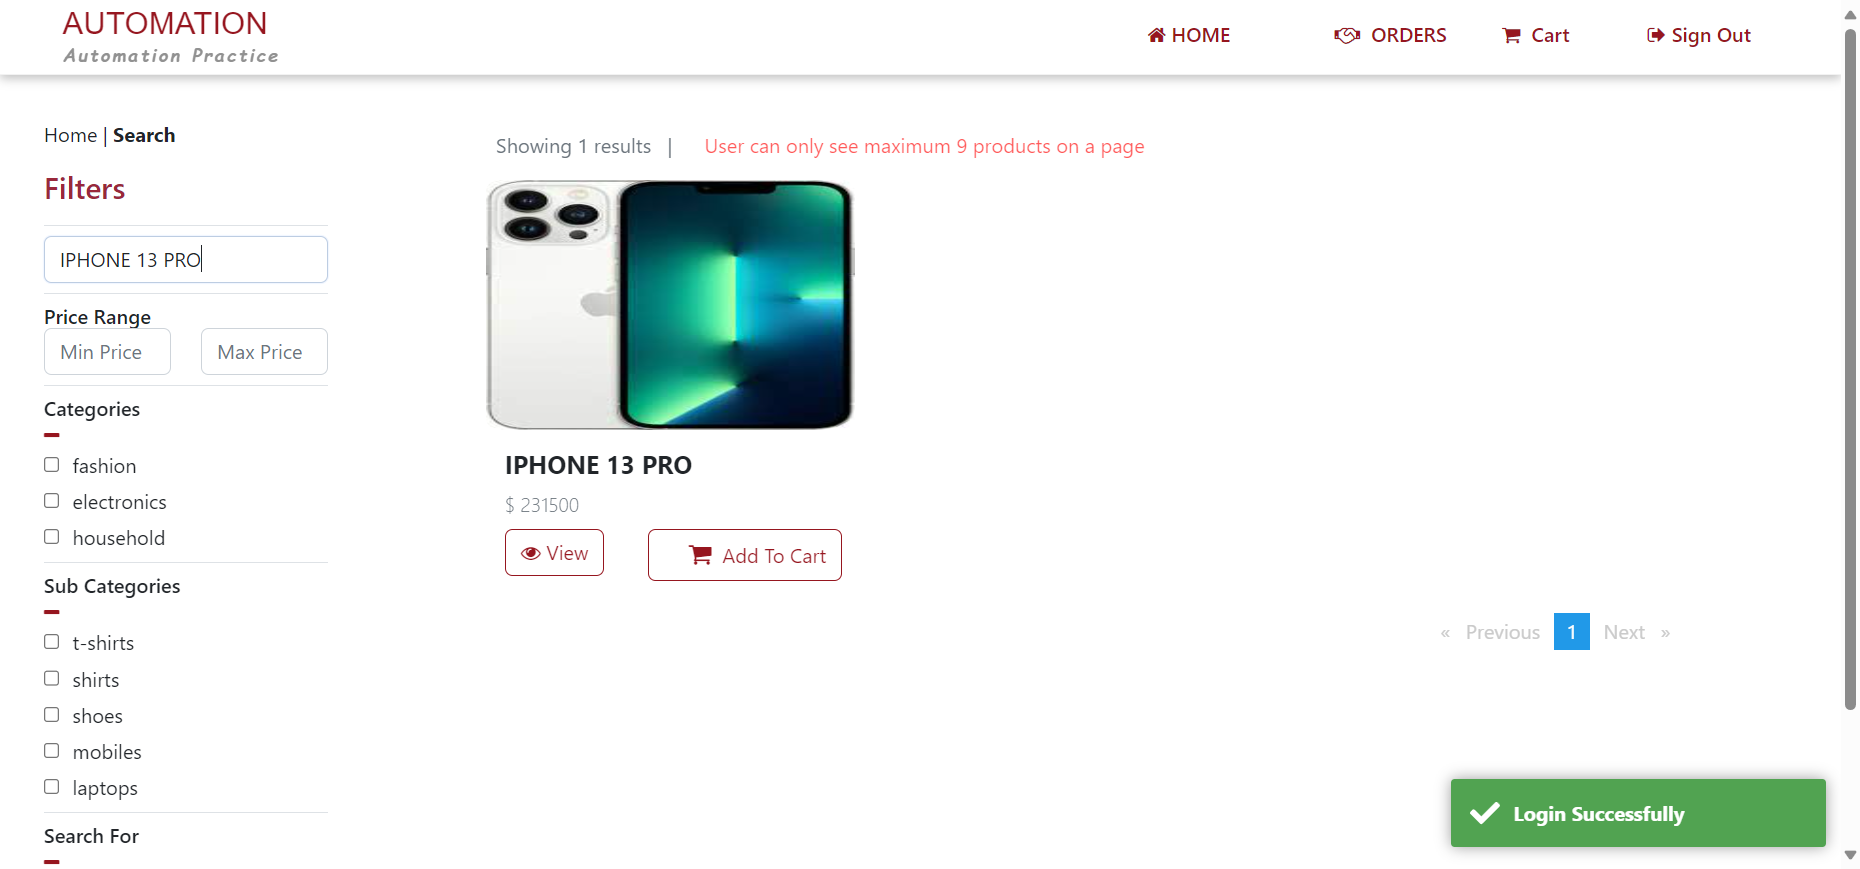 AUTOMATION
Automation Practice
HOME
ORDERS
Cart
Sign Out
Home | Search
Filters
IPHONE 13 PRO
Price Range
Min Price
Max Price
Categories
fashion
electronics
household
Sub Categories
t-shirts
shirts
shoes
mobiles
laptops
Search For
Showing 1 results | User can only see maximum 9 products on a page
IPHONE 13 PRO
$ 231500
View
Add To Cart
« Previous 1 Next »
Login Successfully